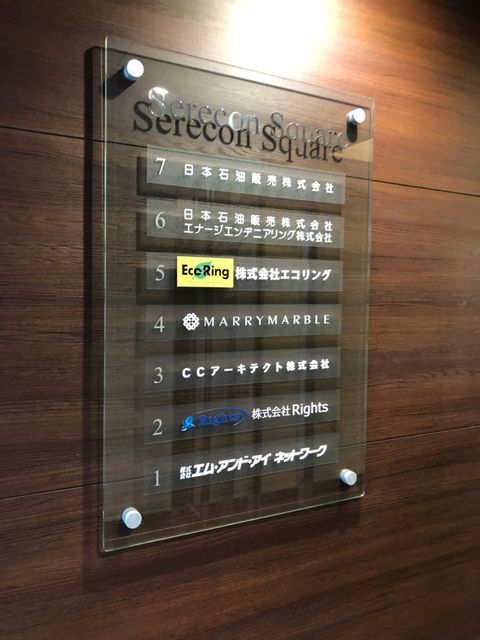 Serecon Square
7 日本石油販売株式会社
6 日本石油販売株式会社
エナージエンヂニアリング株式会社
5 EcoRing 株式会社エコリング
4 MARRYMARBLE
3 CCアーキテクト株式会社
2 Rights 株式会社Rights
1 株式会社エム・アンド・アイ ネットワーク